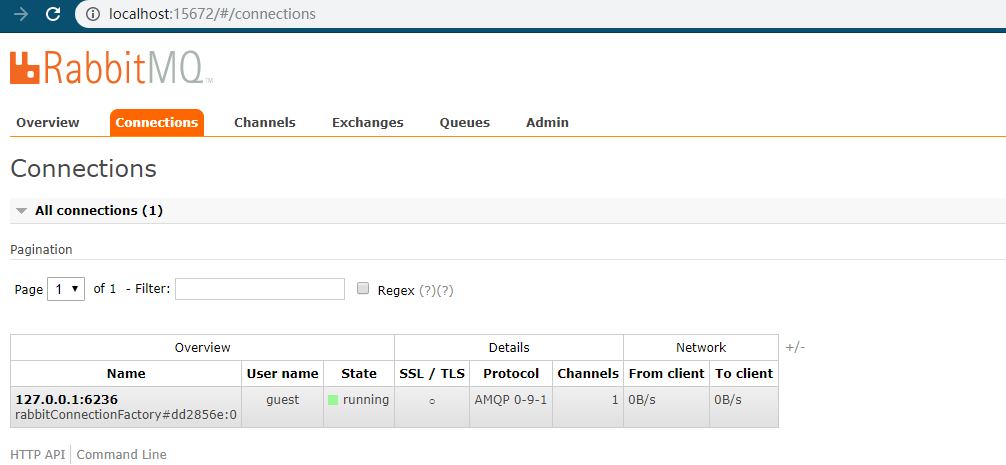 localhost:15672/#/connections
RabbitMQ TM
Overview Connections Channels Exchanges Queues Admin
Connections
All connections (1)
Pagination
Page 1 of 1 - Filter: Regex (?)(?)
Overview Details Network +/-
Name User name State SSL / TLS Protocol Channels From client To client
127.0.0.1:6236 guest running ○ AMQP 0-9-1 1 0B/s 0B/s
rabbitConnectionFactory#dd2856e:0
HTTP API Command Line